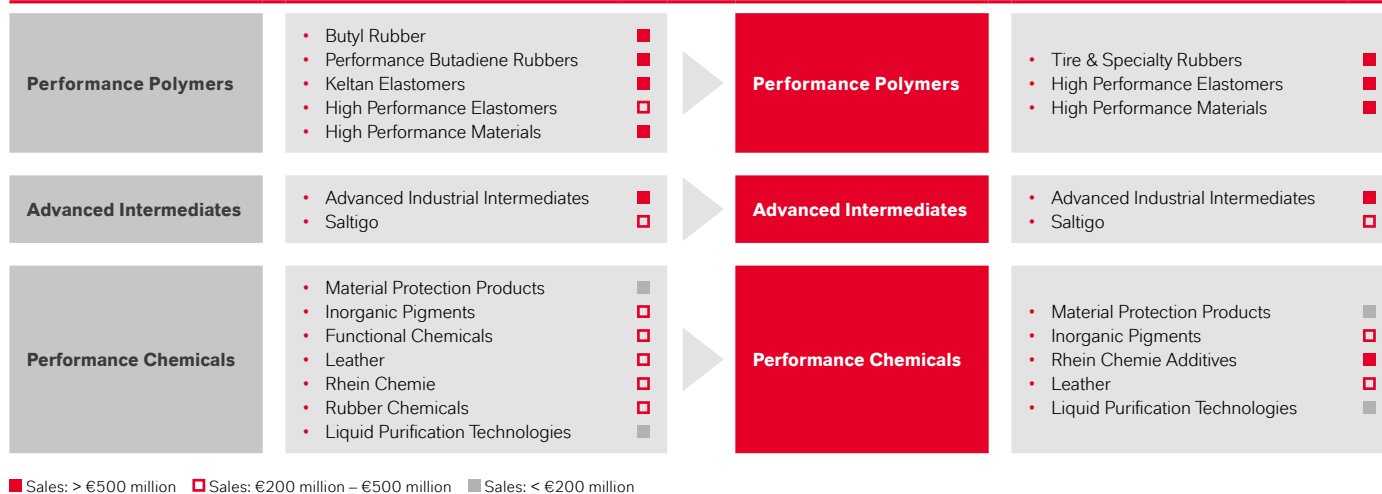 Performance Polymers
• Butyl Rubber
• Performance Butadiene Rubbers
• Keltan Elastomers
• High Performance Elastomers
• High Performance Materials
Performance Polymers
• Tire & Specialty Rubbers
• High Performance Elastomers
• High Performance Materials
Advanced Intermediates
• Advanced Industrial Intermediates
• Saltigo
Advanced Intermediates
• Advanced Industrial Intermediates
• Saltigo
Performance Chemicals
• Material Protection Products
• Inorganic Pigments
• Functional Chemicals
• Leather
• Rhein Chemie
• Rubber Chemicals
• Liquid Purification Technologies
Performance Chemicals
• Material Protection Products
• Inorganic Pigments
• Rhein Chemie Additives
• Leather
• Liquid Purification Technologies
Sales: > €500 million Sales: €200 million – €500 million Sales: < €200 million